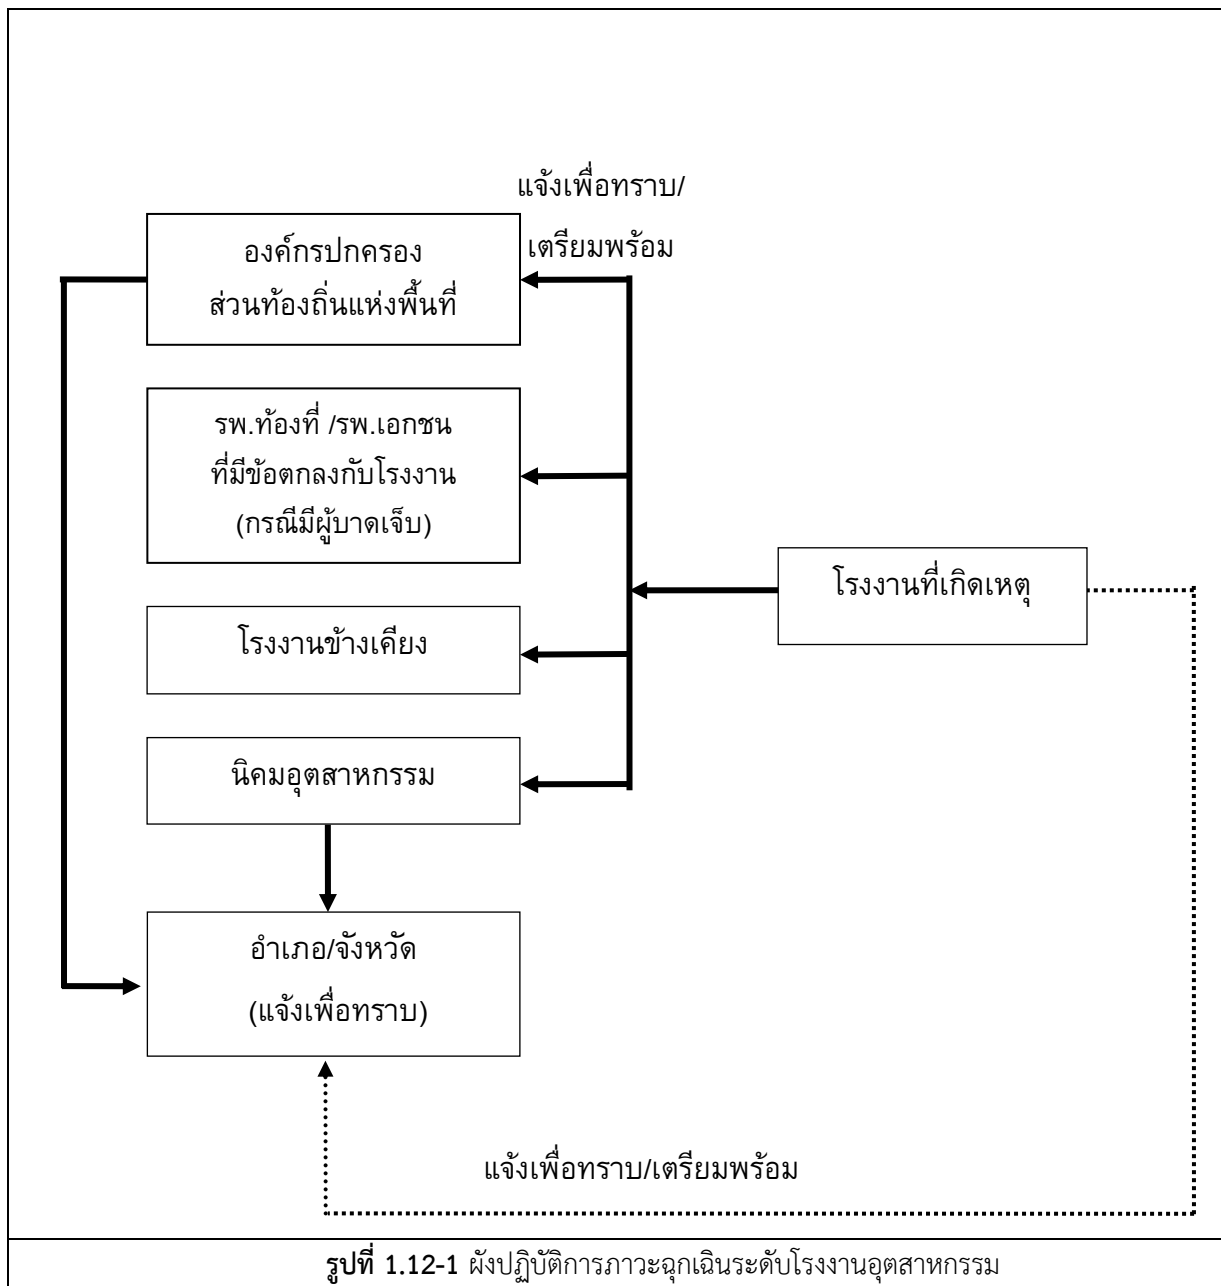 แจ้งเพื่อทราบ/
เตรียมพร้อม
องค์กรปกครอง
ส่วนท้องถิ่นแห่งพื้นที่
รพ.ท้องที่ /รพ.เอกชน
ที่มีข้อตกลงกับโรงงาน
(กรณีมีผู้บาดเจ็บ)
โรงงานที่เกิดเหตุ
โรงงานข้างเคียง
นิคมอุตสาหกรรม
อำเภอ/จังหวัด
(แจ้งเพื่อทราบ)
แจ้งเพื่อทราบ/เตรียมพร้อม
รูปที่ 1.12-1 ผังปฏิบัติการภาวะฉุกเฉินระดับโรงงานอุตสาหกรรม